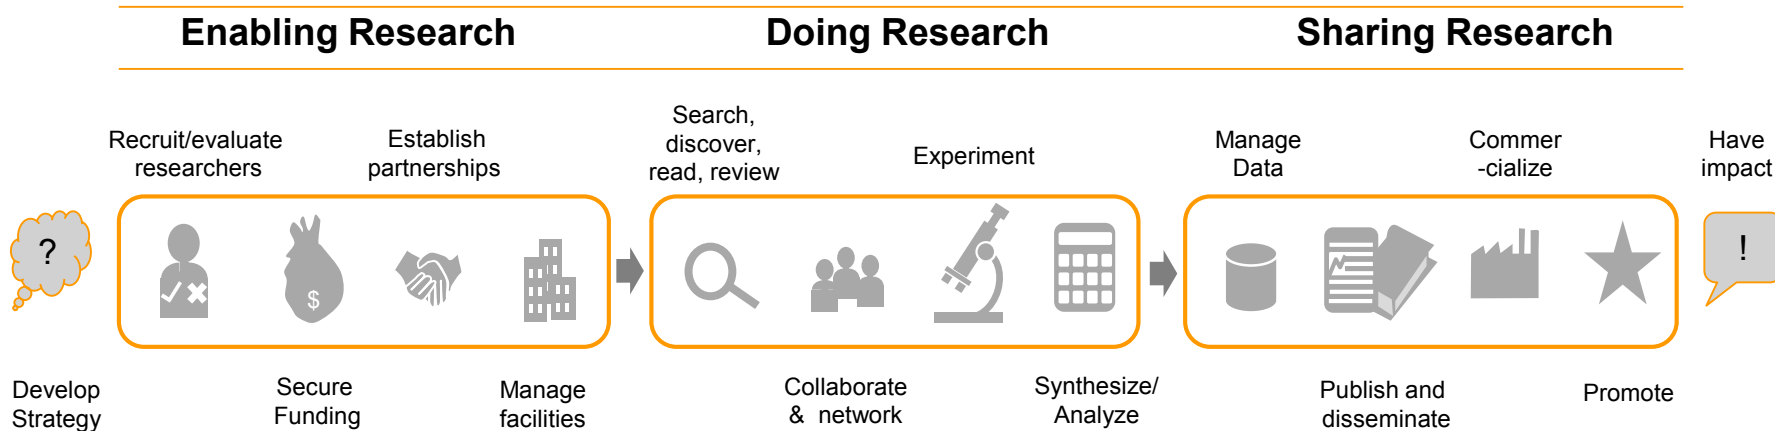 Enabling Research
Doing Research
Sharing Research
Recruit/evaluate
researchers
Establish
partnerships
Search,
discover,
read, review
Experiment
Manage
Data
Commer
-cialize
Have
impact
?
$
!
Develop
Strategy
Secure
Funding
Manage
facilities
Collaborate
& network
Synthesize/
Analyze
Publish and
disseminate
Promote